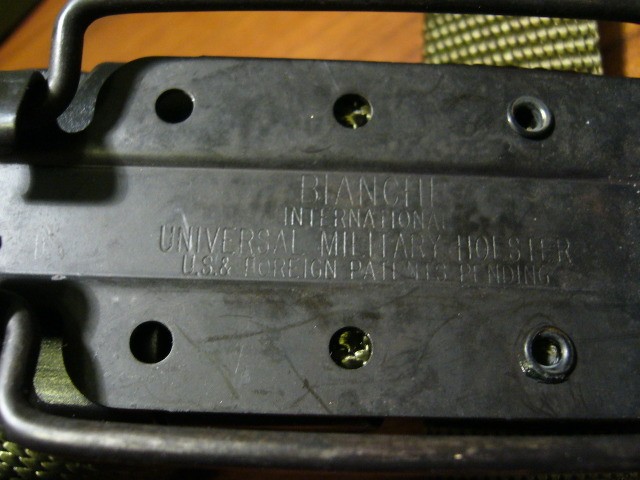 BIANCHI
INTERNATIONAL
UNIVERSAL MILITARY HOLSTER
U.S. & FOREIGN PATENTS PENDING